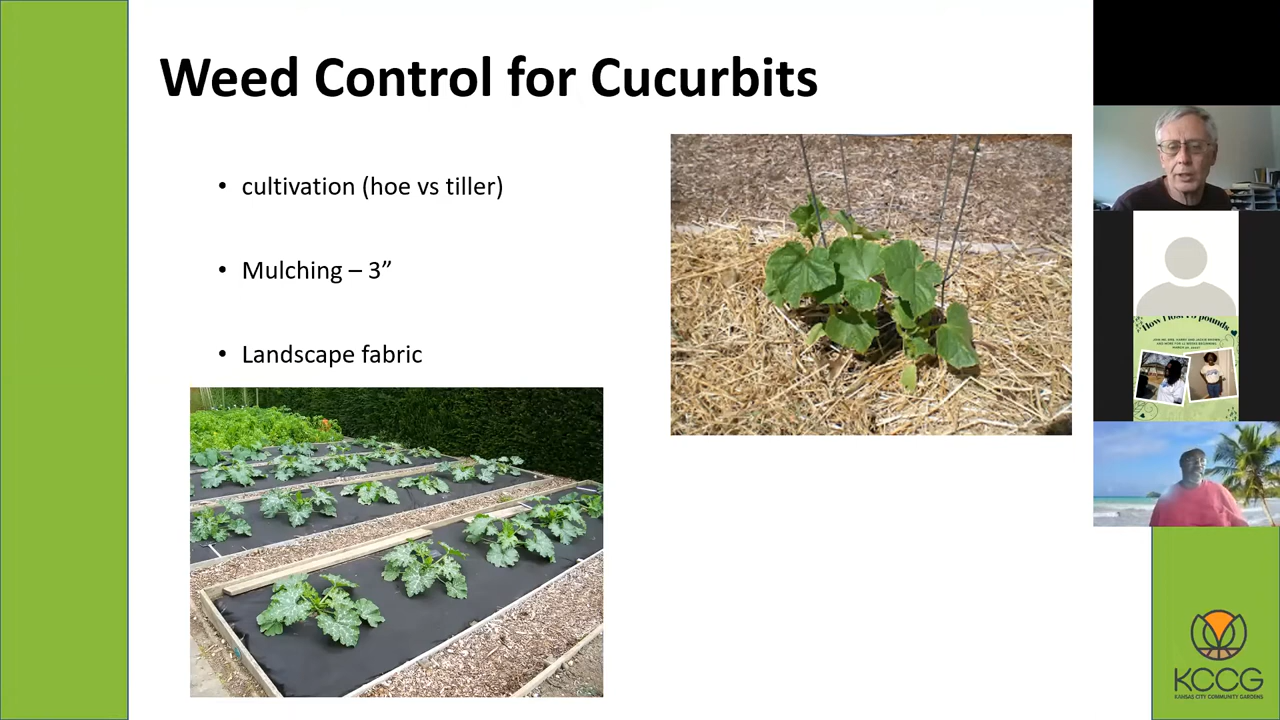 Weed Control for Cucurbits
• cultivation (hoe vs tiller)
• Mulching – 3”
• Landscape fabric
KCCG
KANSAS CITY COMMUNITY GARDENS